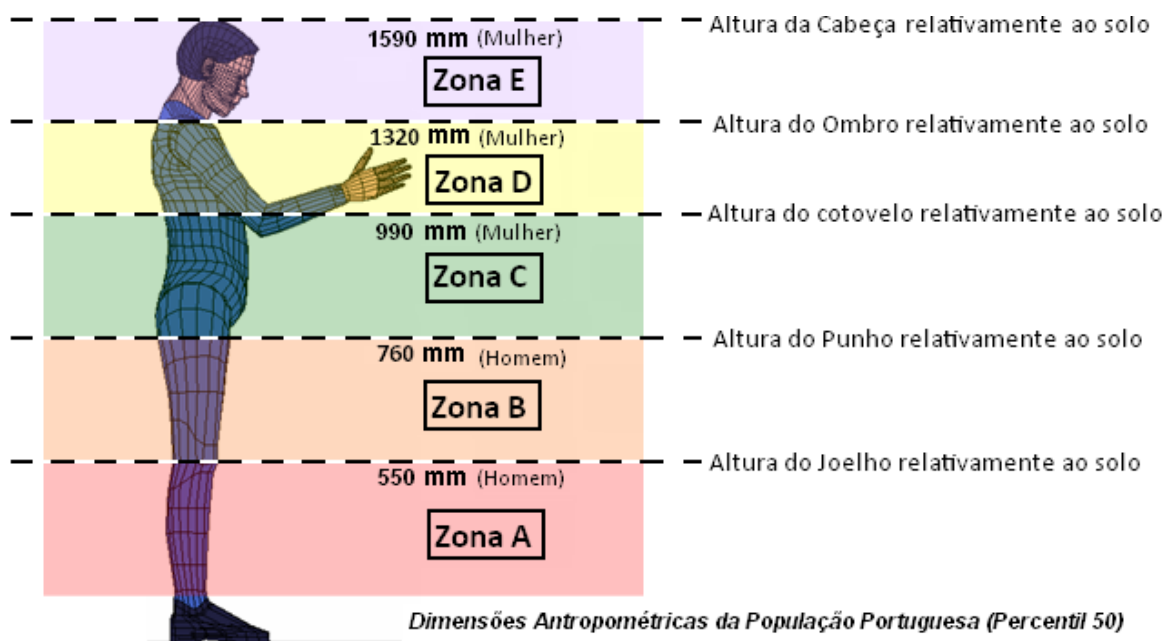 Altura da Cabeça relativamente ao solo
1590 mm (Mulher)
Zona E
Altura do Ombro relativamente ao solo
1320 mm (Mulher)
Zona D
Altura do cotovelo relativamente ao solo
990 mm (Mulher)
Zona C
Altura do Punho relativamente ao solo
760 mm (Homem)
Zona B
Altura do Joelho relativamente ao solo
550 mm (Homem)
Zona A
Dimensões Antropométricas da População Portuguesa (Percentil 50)